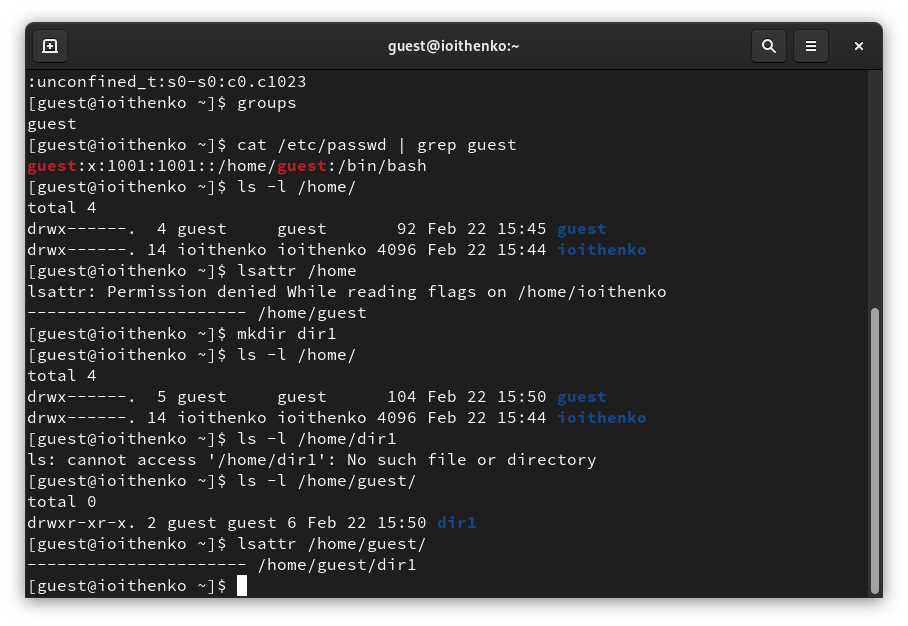 guest@ioithenko:~
:unconfined_t:s0-s0:c0.c1023
[guest@ioithenko ~]$ groups
guest
[guest@ioithenko ~]$ cat /etc/passwd | grep guest
guest:x:1001:1001::/home/guest:/bin/bash
[guest@ioithenko ~]$ ls -l /home/
total 4
drwx------.  4 guest     guest       92 Feb 22 15:45 guest
drwx------. 14 ioithenko ioithenko 4096 Feb 22 15:44 ioithenko
[guest@ioithenko ~]$ lsattr /home
lsattr: Permission denied While reading flags on /home/ioithenko
---------------------- /home/guest
[guest@ioithenko ~]$ mkdir dir1
[guest@ioithenko ~]$ ls -l /home/
total 4
drwx------.  5 guest     guest      104 Feb 22 15:50 guest
drwx------. 14 ioithenko ioithenko 4096 Feb 22 15:44 ioithenko
[guest@ioithenko ~]$ ls -l /home/dir1
ls: cannot access '/home/dir1': No such file or directory
[guest@ioithenko ~]$ ls -l /home/guest/
total 0
drwxr-xr-x. 2 guest guest 6 Feb 22 15:50 dir1
[guest@ioithenko ~]$ lsattr /home/guest/
---------------------- /home/guest/dir1
[guest@ioithenko ~]$